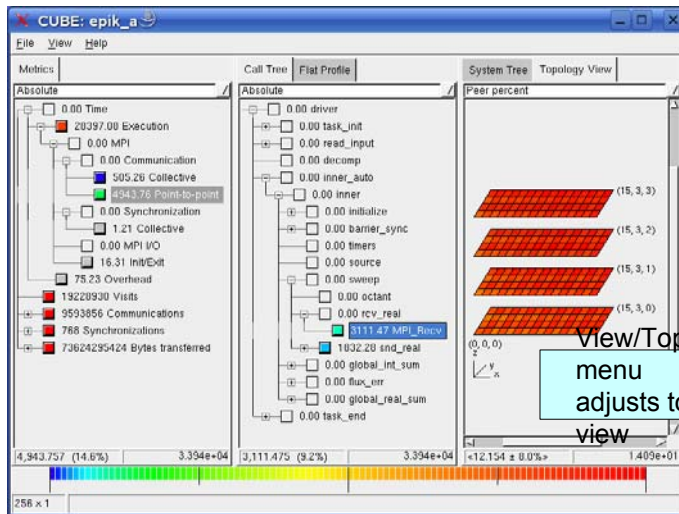 CUBE: epik_a
File View Help
Metrics
Absolute
0.00 Time
20397.08 Execution
0.00 MPI
0.00 Communication
505.26 Collective
4943.76 Point-to-point
0.00 Synchronization
1.21 Collective
0.00 MPI I/O
16.31 Init/Exit
75.23 Overhead
19220930 Visits
9593856 Communications
768 Synchronizations
73624295424 Bytes transferred
4,943.757 (14.6%) 3.394e+04
Call Tree Flat Profile
Absolute
0.00 driver
0.00 task_init
0.00 read_input
0.00 decomp
0.00 inner_auto
0.00 inner
0.00 initialize
0.00 barrier_sync
0.00 timers
0.00 source
0.00 sweep
0.00 octant
0.00 rcv_real
3111.47 MPI_Recv
1832.28 snd_real
0.00 global_int_sum
0.00 flux_err
0.00 global_real_sum
0.00 task_end
3,111.475 (9.2%) 3.394e+04
System Tree Topology View
Peer percent
(15, 3, 3)
(15, 3, 2)
(15, 3, 1)
(15, 3, 0)
(0, 0, 0)
z
y
x
View/Top
menu
adjusts to
view
«12.154 ± 0.0%» 1.409e+01
256 × 1